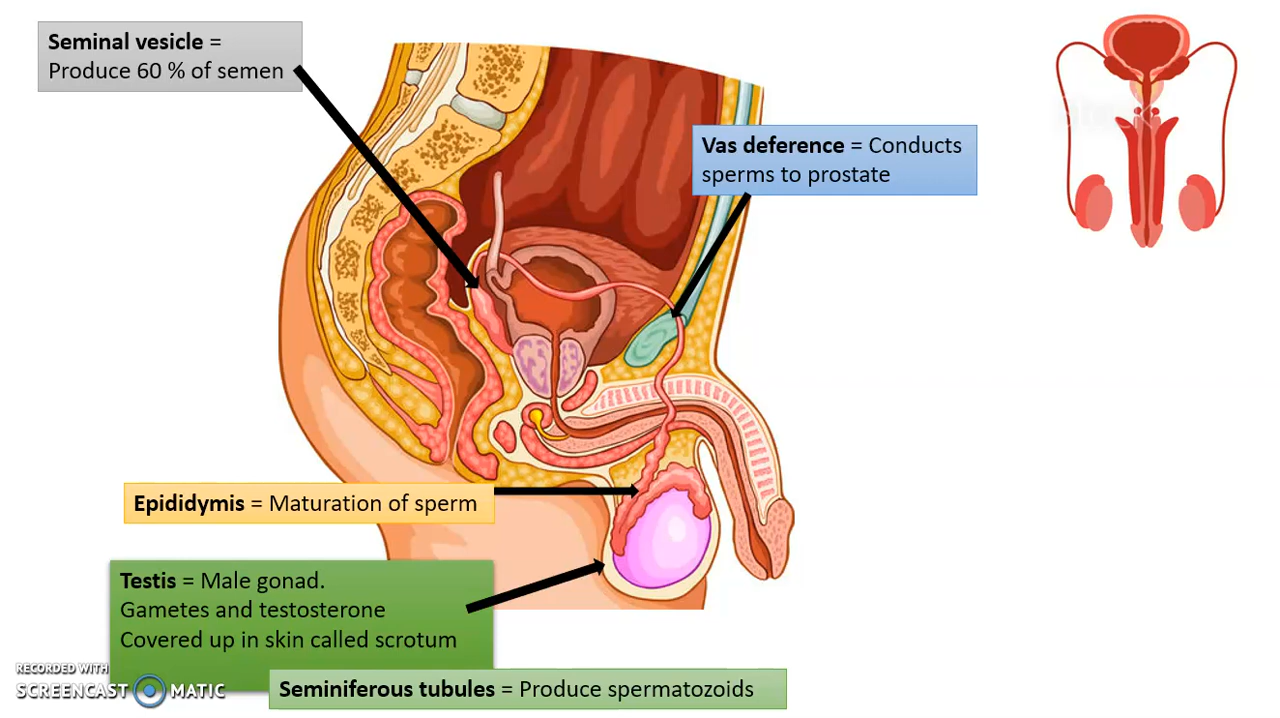 Seminal vesicle =
Produce 60 % of semen
Vas deference = Conducts
sperms to prostate
Epididymis = Maturation of sperm
Testis = Male gonad.
Gametes and testosterone
Covered up in skin called scrotum
Seminiferous tubules = Produce spermatozoids
RECORDED WITH
SCREENCAST MATIC